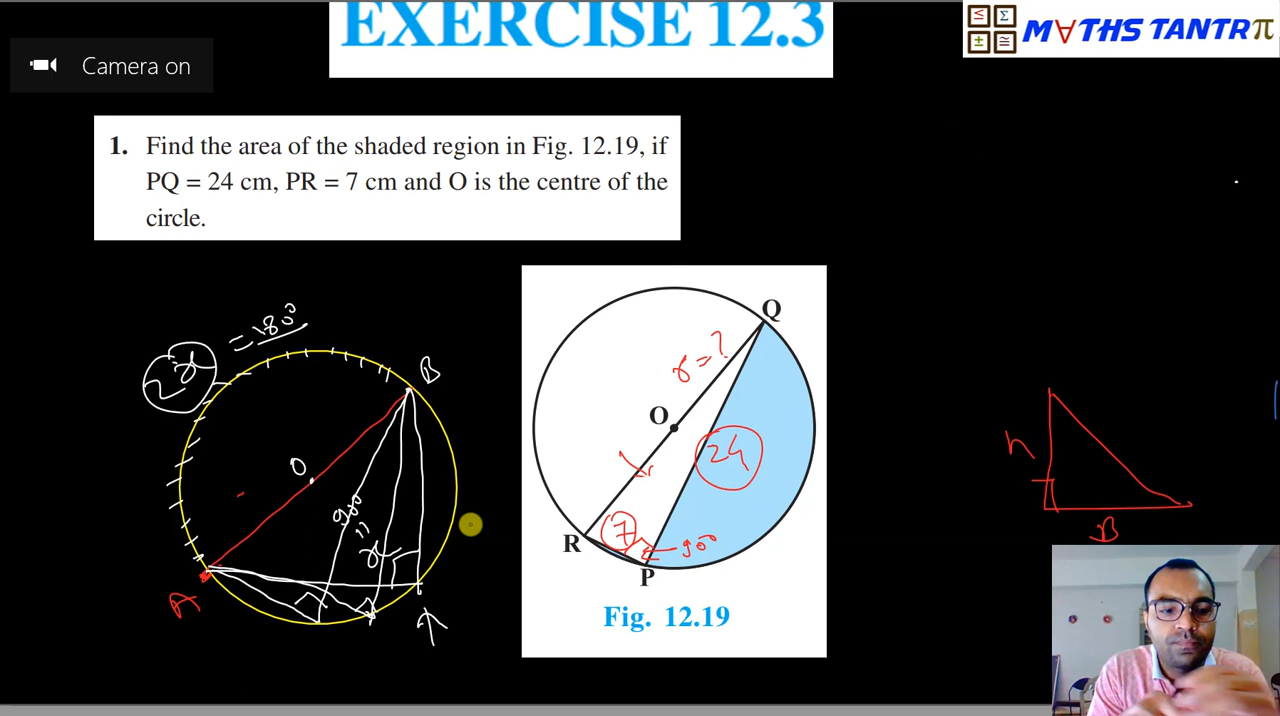 EXERCISE 12.3
≤ Σ
± ≅
M∀THS TANTRπ
Camera on
1. Find the area of the shaded region in Fig. 12.19, if
PQ = 24 cm, PR = 7 cm and O is the centre of the
circle.
2x = 180°
B
O
90°
=
x
A
Q
r = ?
O
24
R
7
90°
P
Fig. 12.19
h
B